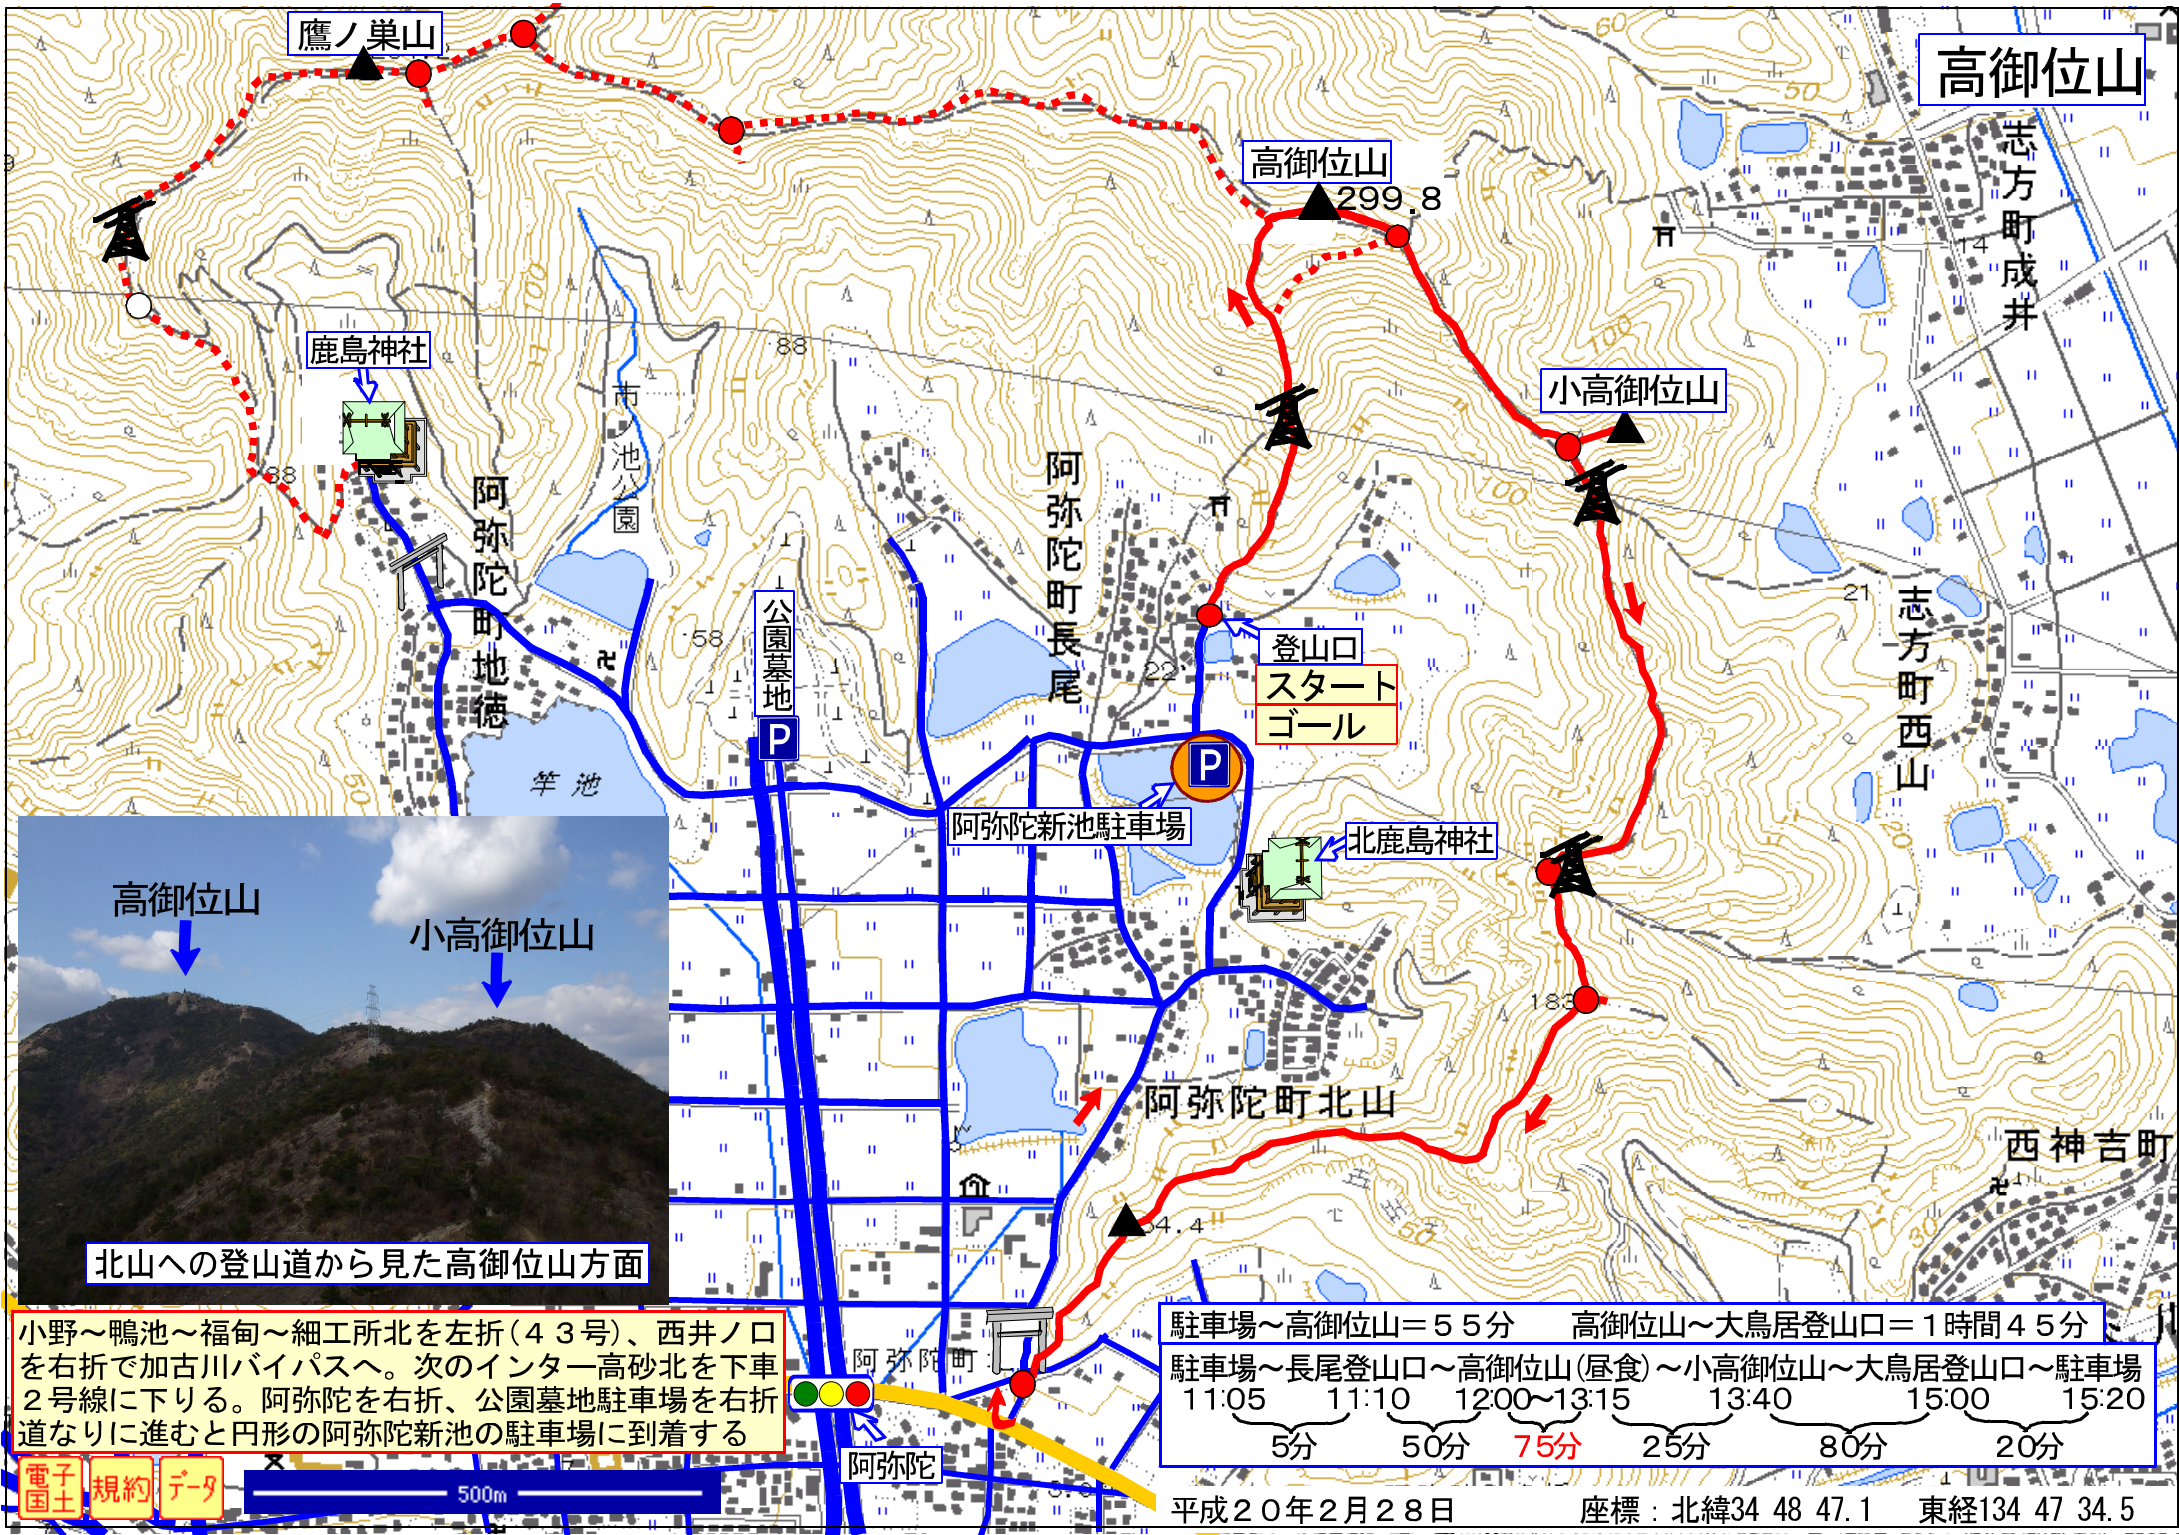 鷹ノ巣山
高御位山
志方町成井
60
50
高御位山
299.8
14
100
鹿島神社
88
100
市ノ池公園
小高御位山
阿弥陀町地徳
阿弥陀町長尾
88
100
21
志方町西山
公園墓地
58
22
登山口
スタート
ゴール
P
P
竿池
50
阿弥陀新池駐車場
北鹿島神社
高御位山
小高御位山
183
阿弥陀町北山
西神吉町
50
30
北山への登山道から見た高御位山方面
小野～鴨池～福甸～細工所北を左折(４３号)、西井ノ口
を右折で加古川バイパスへ。次のインター高砂北を下車
２号線に下りる。阿弥陀を右折、公園墓地駐車場を右折
道なりに進むと円形の阿弥陀新池の駐車場に到着する
阿弥陀町
阿弥陀
駐車場～高御位山＝５５分　　高御位山～大鳥居登山口＝１時間４５分
駐車場～長尾登山口～高御位山(昼食)～小高御位山～大鳥居登山口～駐車場
11:05 11:10 12:00～13:15 13:40 15:00 15:20
5分 50分 75分 25分 80分 20分
電子国土
規約
データ
500m
平成２０年２月２８日 座標：北緯34 48 47.1 東経134 47 34.5